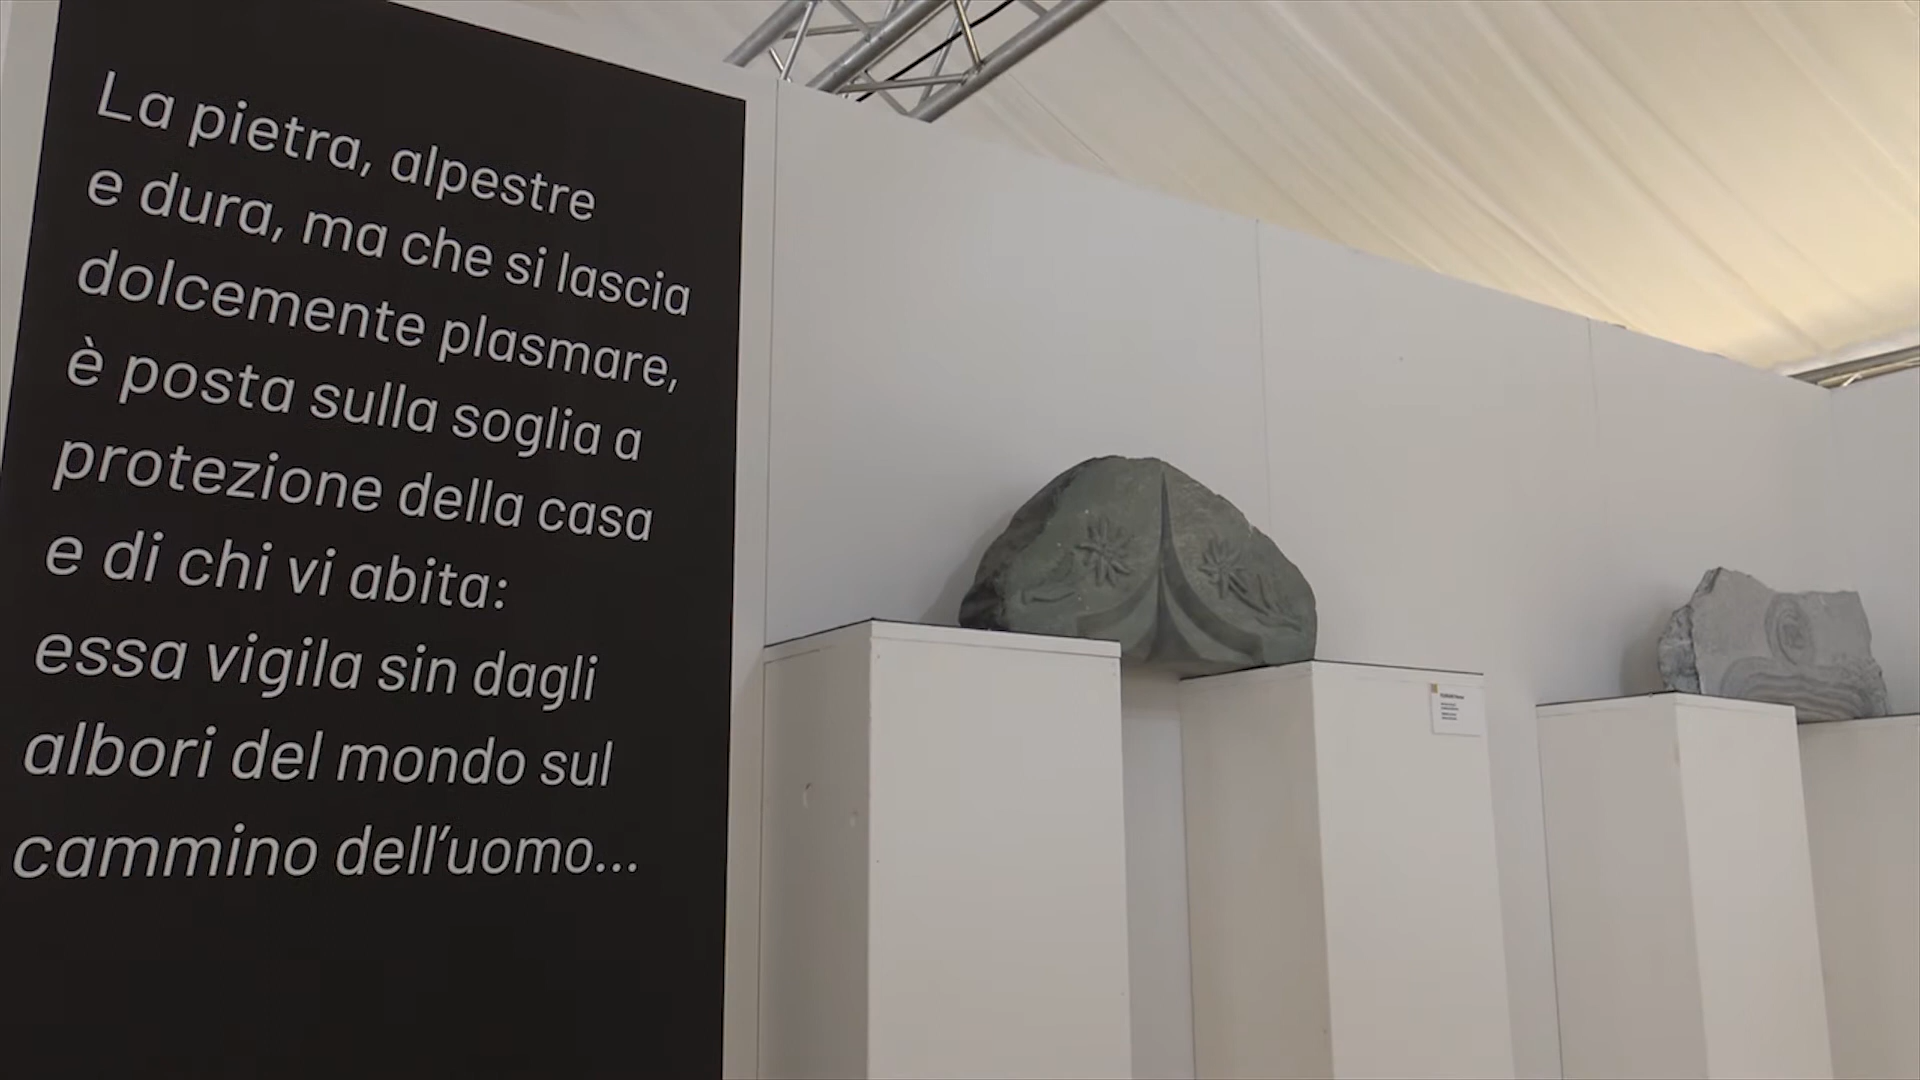 La pietra, alpestre
e dura, ma che si lascia
dolcemente plasmare,
è posta sulla soglia a
protezione della casa
e di chi vi abita:
essa vigila sin dagli
albori del mondo sul
cammino dell'uomo...